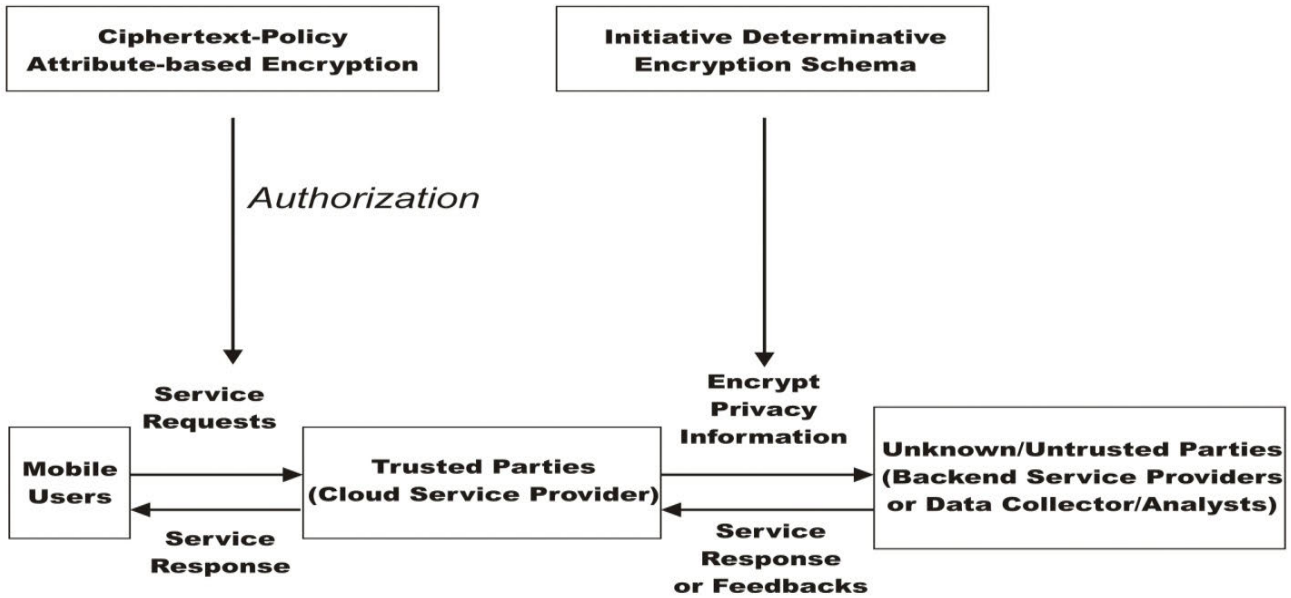 Ciphertext-Policy
Attribute-based Encryption
Initiative Determinative
Encryption Schema
Authorization
Service
Requests
Encrypt
Privacy
Information
Mobile
Users
Trusted Parties
(Cloud Service Provider)
Unknown/Untrusted Parties
(Backend Service Providers
or Data Collector/Analysts)
Service
Response
Service
Response
or Feedbacks